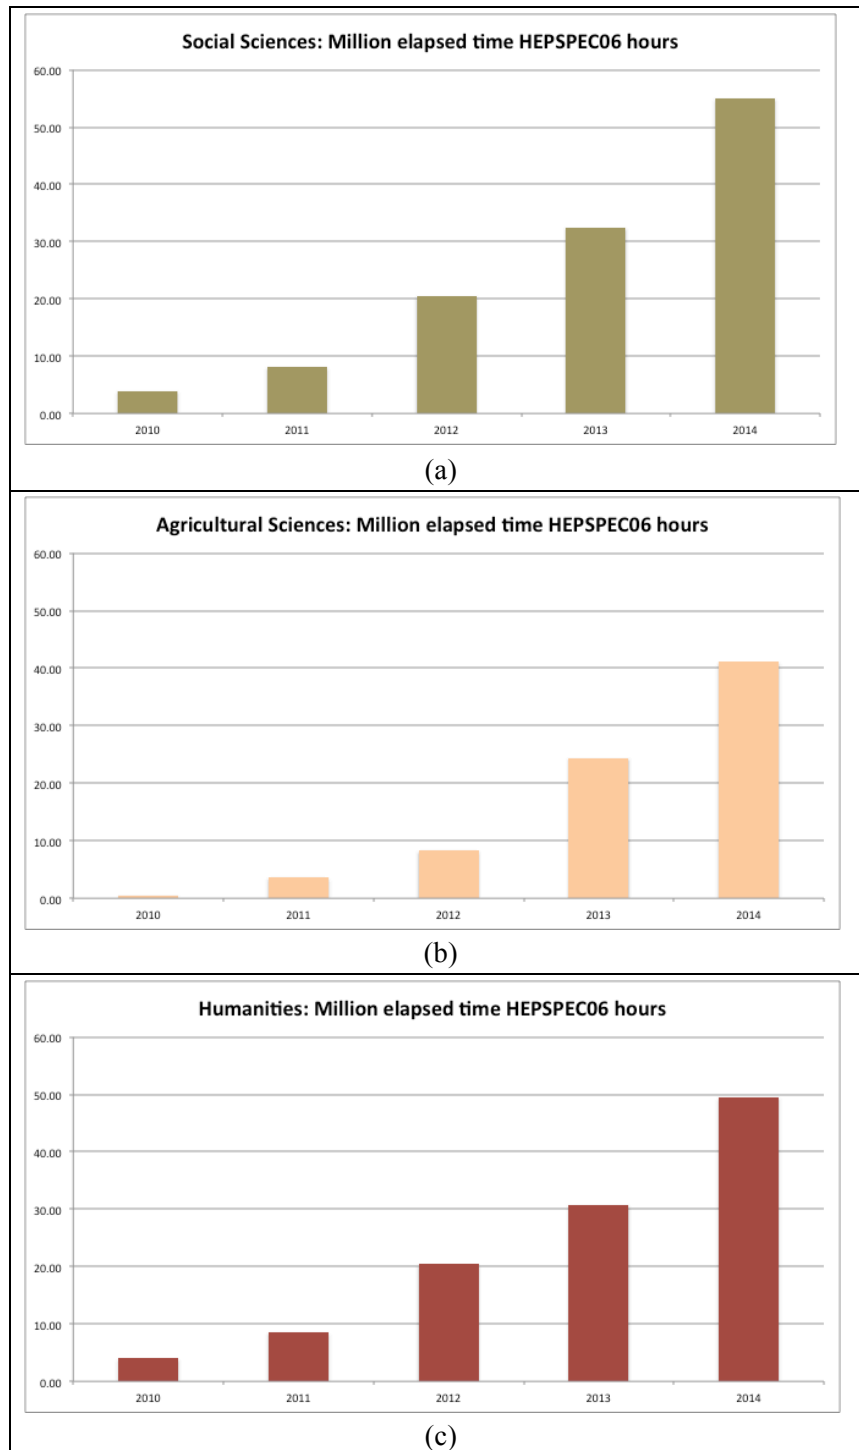 Social Sciences: Million elapsed time HEPSPEC06 hours
60.00
50.00
40.00
30.00
20.00
10.00
0.00
2010 2011 2012 2013 2014
(a)
Agricultural Sciences: Million elapsed time HEPSPEC06 hours
60.00
50.00
40.00
30.00
20.00
10.00
0.00
2010 2011 2012 2013 2014
(b)
Humanities: Million elapsed time HEPSPEC06 hours
60.00
50.00
40.00
30.00
20.00
10.00
0.00
2010 2011 2012 2013 2014
(c)